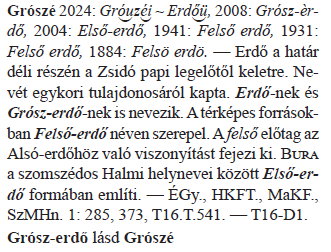 Grószé 2024: Gróu̯zéi̯ ~ Erdőü̯, 2008: Grósz-èr-
dő, 2004: Első-erdő, 1941: Felső erdő, 1931:
Felső erdő, 1884: Felsö erdö. — Erdő a határ
déli részén a Zsidó papi legelőtől keletre. Ne-
vét egykori tulajdonosáról kapta. Erdő-nek és
Grósz-erdő-nek is nevezik. A térképes források-
ban Felső-erdő néven szerepel. A felső előtag az
Alsó-erdőhöz való viszonyítást fejezi ki. BURA
a szomszédos Halmi helynevei között Első-er-
dő formában említi. — ÉGy., HKFT., MaKF.,
SzMHn. 1: 285, 373, T16.T.541. — T16-D1.
Grósz-erdő lásd Grószé